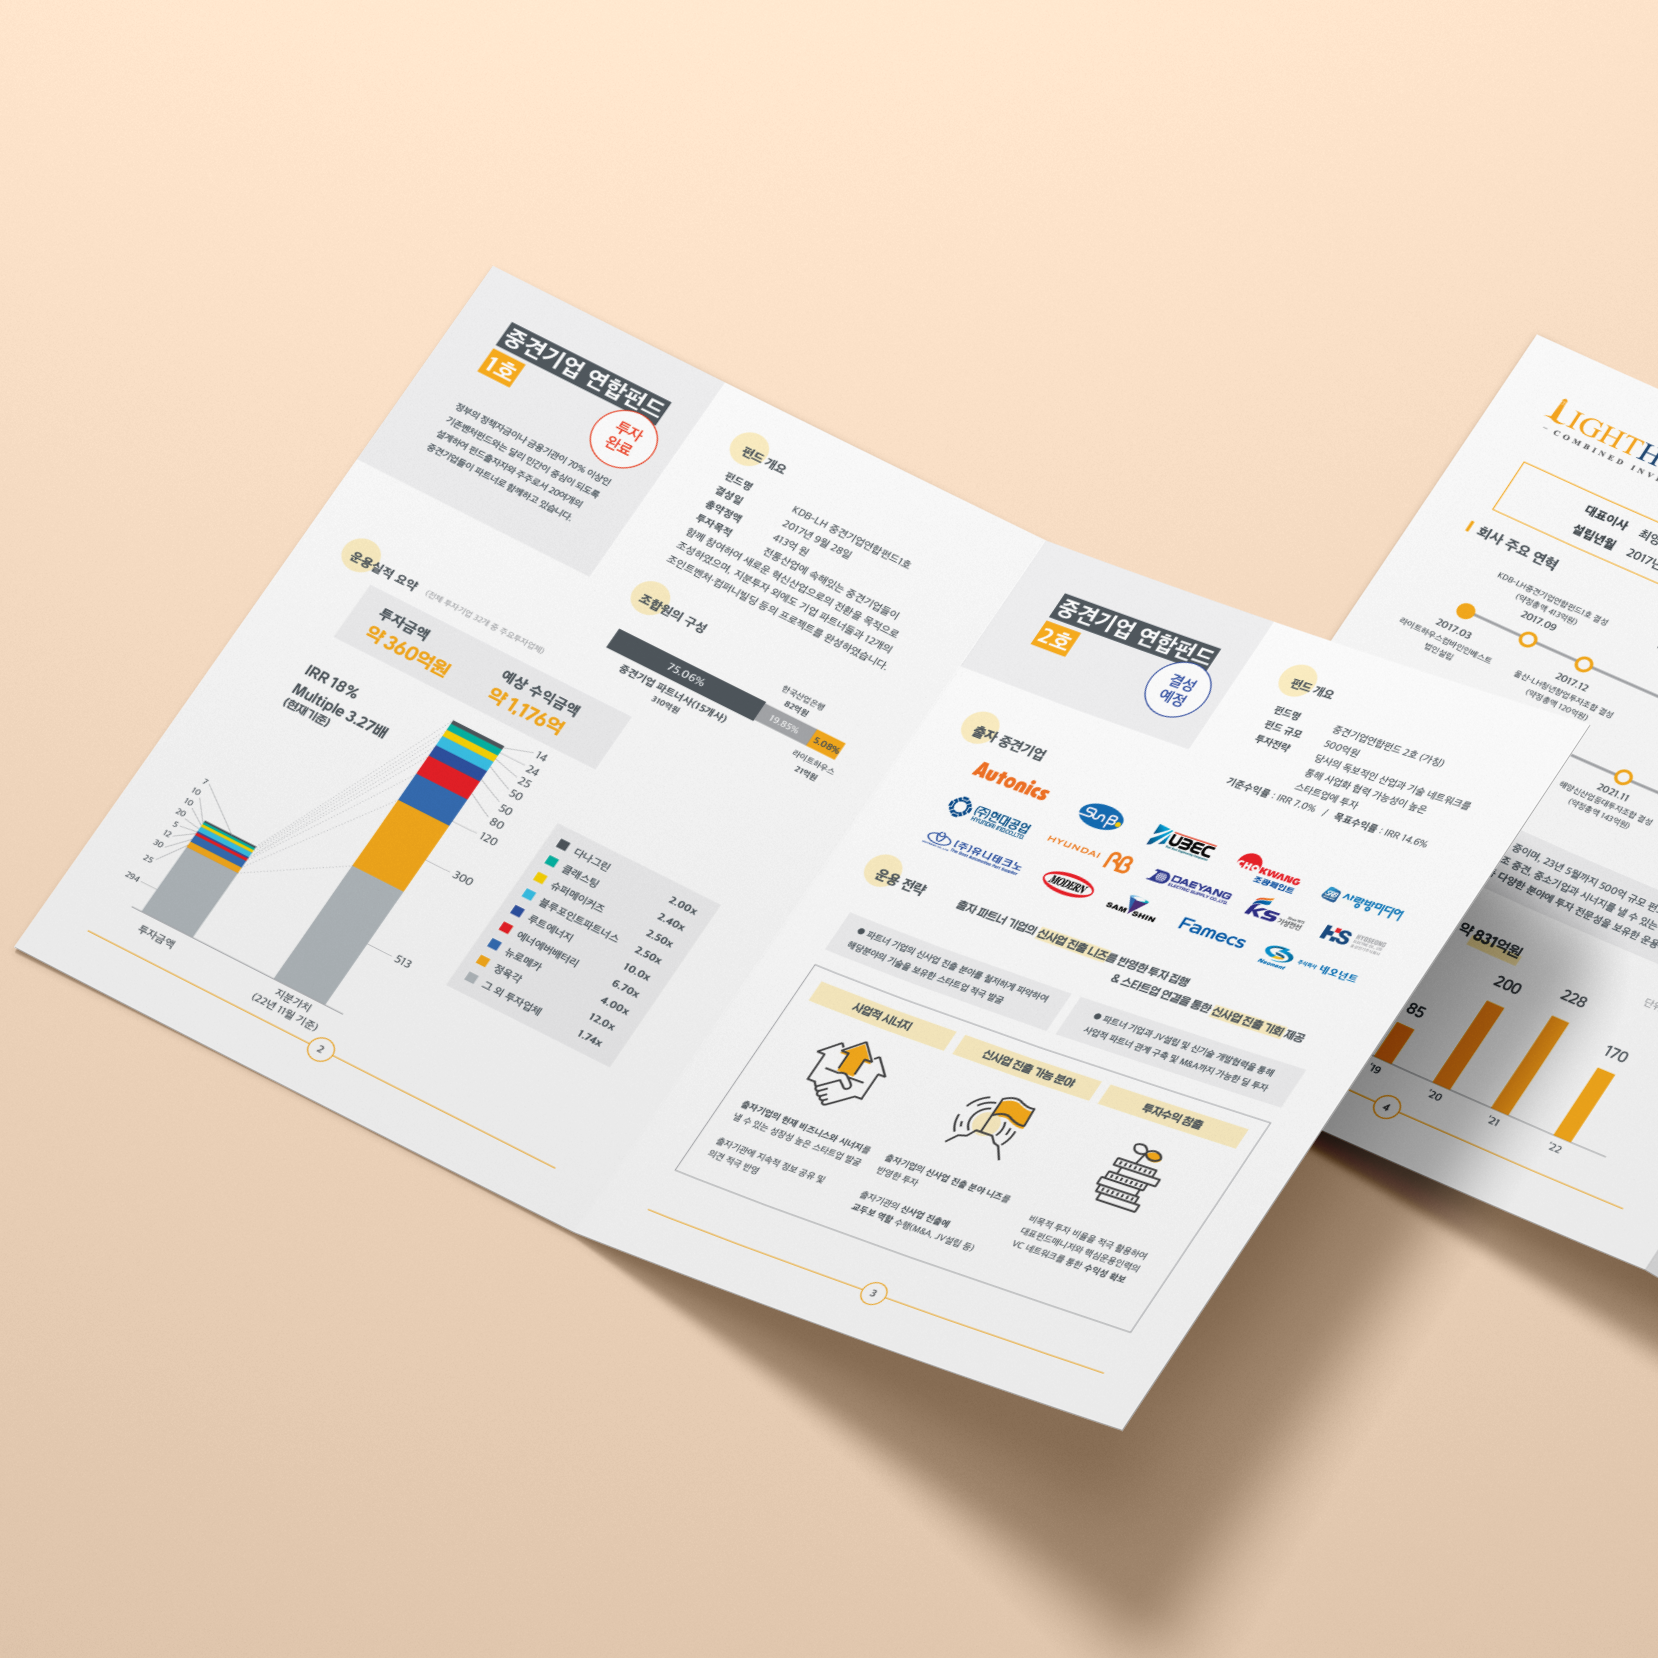 중견기업 연합펀드
1호
투자
완료
정부의 정책자금이나 금융기관이 70% 이상인
기존벤처펀드와는 달리 민간이 중심이 되도록
설계하여 펀드출자자와 주주로서 20여개의
중견기업들이 파트너로 함께하고 있습니다.
운용실적 요약 (전체 투자기업 32개 중 주요투자업체)
투자금액
약 360억원
예상 수익금액
약 1,176억
IRR 18%
Multiple 3.27배
(현재기준)
7
10
10
20
5
12
30
25
294
투자금액
14
24
25
50
50
80
120
300
513
지분가치
(22년 11월 기준)
다나그린 2.00x
클래스팅 2.40x
슈퍼메이커즈 2.50x
블루포인트파트너스 2.50x
루트에너지 10.0x
에너에버배터리 6.70x
뉴로메카 4.00x
정육각 12.0x
그 외 투자업체 1.74x
2
펀드 개요
펀드명 KDB-LH 중견기업연합펀드1호
결성일 2017년 9월 28일
총약정액 413억 원
투자목적 전통산업에 속해있는 중견기업들이
함께 참여하여 새로운 혁신산업으로의 전환을 목적으로
조성하였으며, 지분투자 외에도 기업 파트너들과 12개의
조인트벤처·컴퍼니빌딩 등의 프로젝트를 완성하였습니다.
조합원의 구성
75.06%
19.85%
5.08%
중견기업 파트너사(15개사)
310억원
한국산업은행
82억원
라이트하우스
21억원
중견기업 연합펀드
2호
결성
예정
펀드 개요
펀드명 중견기업연합펀드 2호 (가칭)
펀드 규모 500억원
투자전략 당사의 독보적인 산업과 기술 네트워크를
통해 사업화 협력 가능성이 높은
스타트업에 투자
기준수익률 : IRR 7.0% / 목표수익률 : IRR 14.6%
출자 중견기업
Autonics
SunB
UBEC
CHOKWANG
조광페인트
사랑방미디어
(주)현대공업
HYUNDAI IND.CO.,LTD.
HYUNDAI RB
DAEYANG
ELECTRIC SUPPLY CO.,LTD.
KS
HS HYOSEONG
(주)유니테크노
MODERN
SAM SHIN
Famecs
Neonent
주식회사 네오넌트
운용 전략
출자 파트너 기업의 신사업 진출 니즈를 반영한 투자 집행
& 스타트업 연결을 통한 신사업 진출 기회 제공
● 파트너 기업의 신사업 진출 분야를 철저하게 파악하여
해당분야의 기술을 보유한 스타트업 적극 발굴
● 파트너 기업과 JV설립 및 신기술 개발협력을 통해
사업적 파트너 관계 구축 및 M&A까지 가능한 딜 투자
사업적 시너지
출자기업의 현재 비즈니스와 시너지를
낼 수 있는 성장성 높은 스타트업 발굴
출자기관에 지속적 정보 공유 및
의견 적극 반영
신사업 진출 가능 분야
출자기업의 신사업 진출 분야 니즈를
반영한 투자
출자기관의 신사업 진출에
교두보 역할 수행(M&A, JV설립 등)
투자수익 창출
비목적 투자 비율을 적극 활용하여
대표펀드매니저와 핵심운용인력의
VC 네트워크를 통한 수익성 확보
3
LIGHTH
- COMBINED INV
대표이사 최영
설립년월 2017년
회사 주요 연혁
KDB-LH중견기업연합펀드1호 결성
(약정총액 413억원)
2017.09
2017.03
라이트하우스컴바인인베스트
법인설립
2017.12
울산-LH청년창업투자조합 결성
(약정총액 120억원)
2021.11
해양신산업등대투자조합 결성
(약정총액 143억원)
중이며, 23년 5월까지 500억 규모 펀
조 중견, 중소기업과 시너지를 낼 수 있는
다양한 분야에 투자 전문성을 보유한 운용
약 831억원
85
200
228
170
'19
'20
'21
'22
4